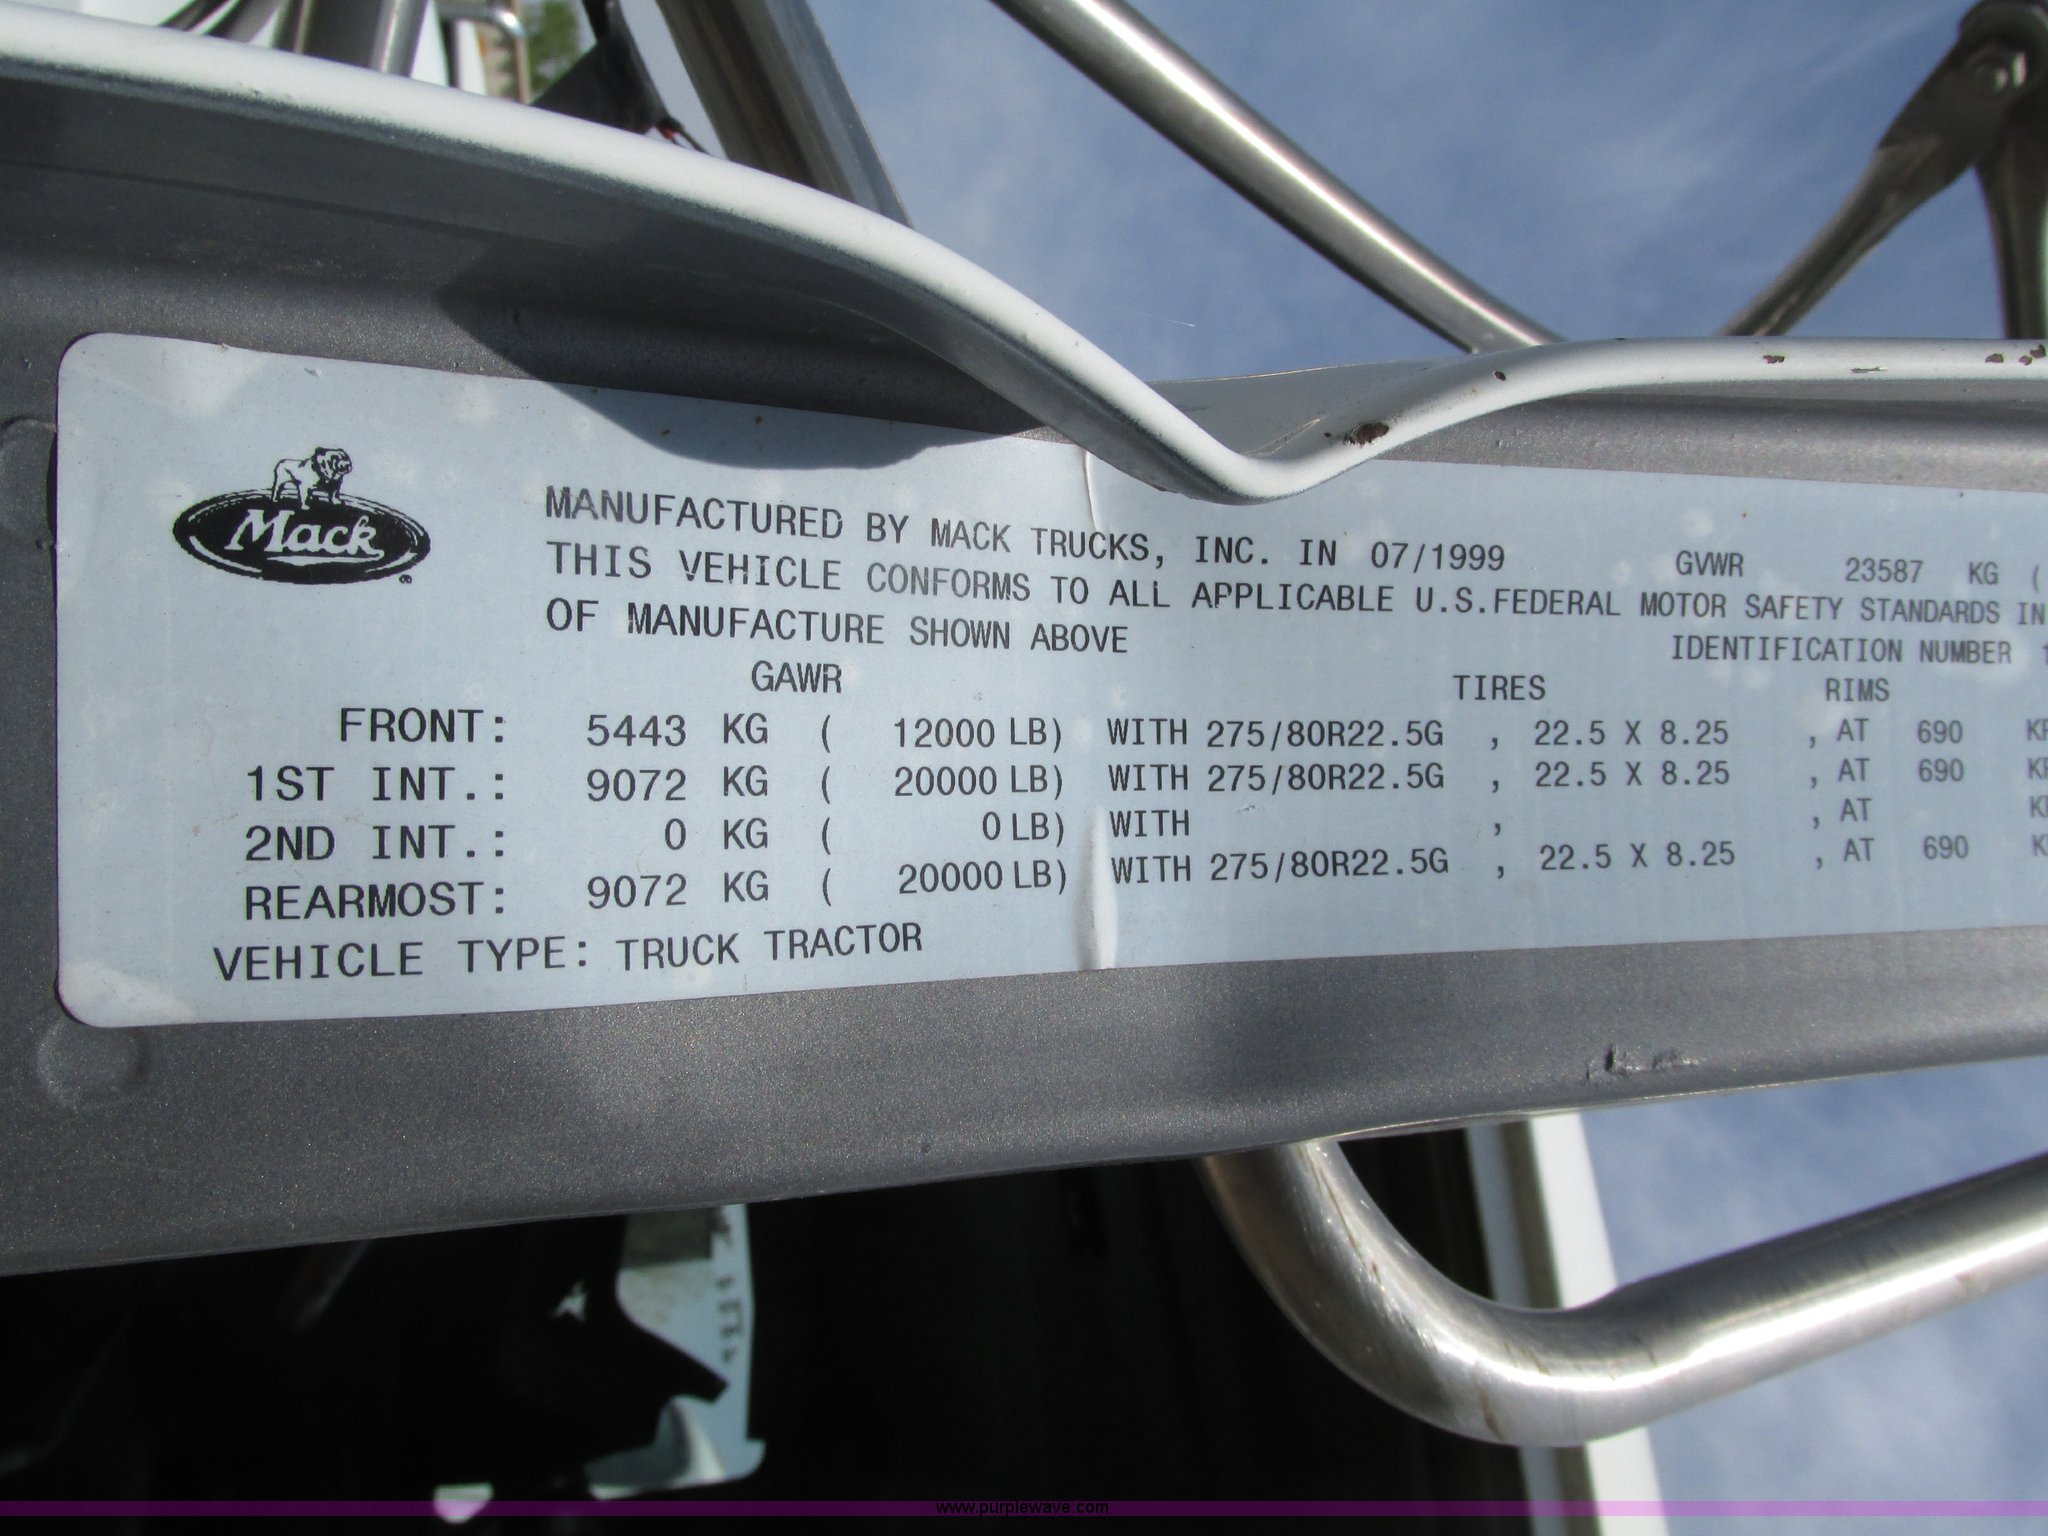 Mack
®
MANUFACTURED BY MACK TRUCKS, INC. IN 07/1999 GVWR 23587 KG (
THIS VEHICLE CONFORMS TO ALL APPLICABLE U.S.FEDERAL MOTOR SAFETY STANDARDS IN
OF MANUFACTURE SHOWN ABOVE IDENTIFICATION NUMBER 1
GAWR TIRES RIMS
FRONT: 5443 KG ( 12000 LB) WITH 275/80R22.5G , 22.5 X 8.25 , AT 690
1ST INT.: 9072 KG ( 20000 LB) WITH 275/80R22.5G , 22.5 X 8.25 , AT 690
2ND INT.: 0 KG ( 0 LB) WITH , , AT
REARMOST: 9072 KG ( 20000 LB) WITH 275/80R22.5G , 22.5 X 8.25 , AT 690
VEHICLE TYPE: TRUCK TRACTOR
www.purplewave.com